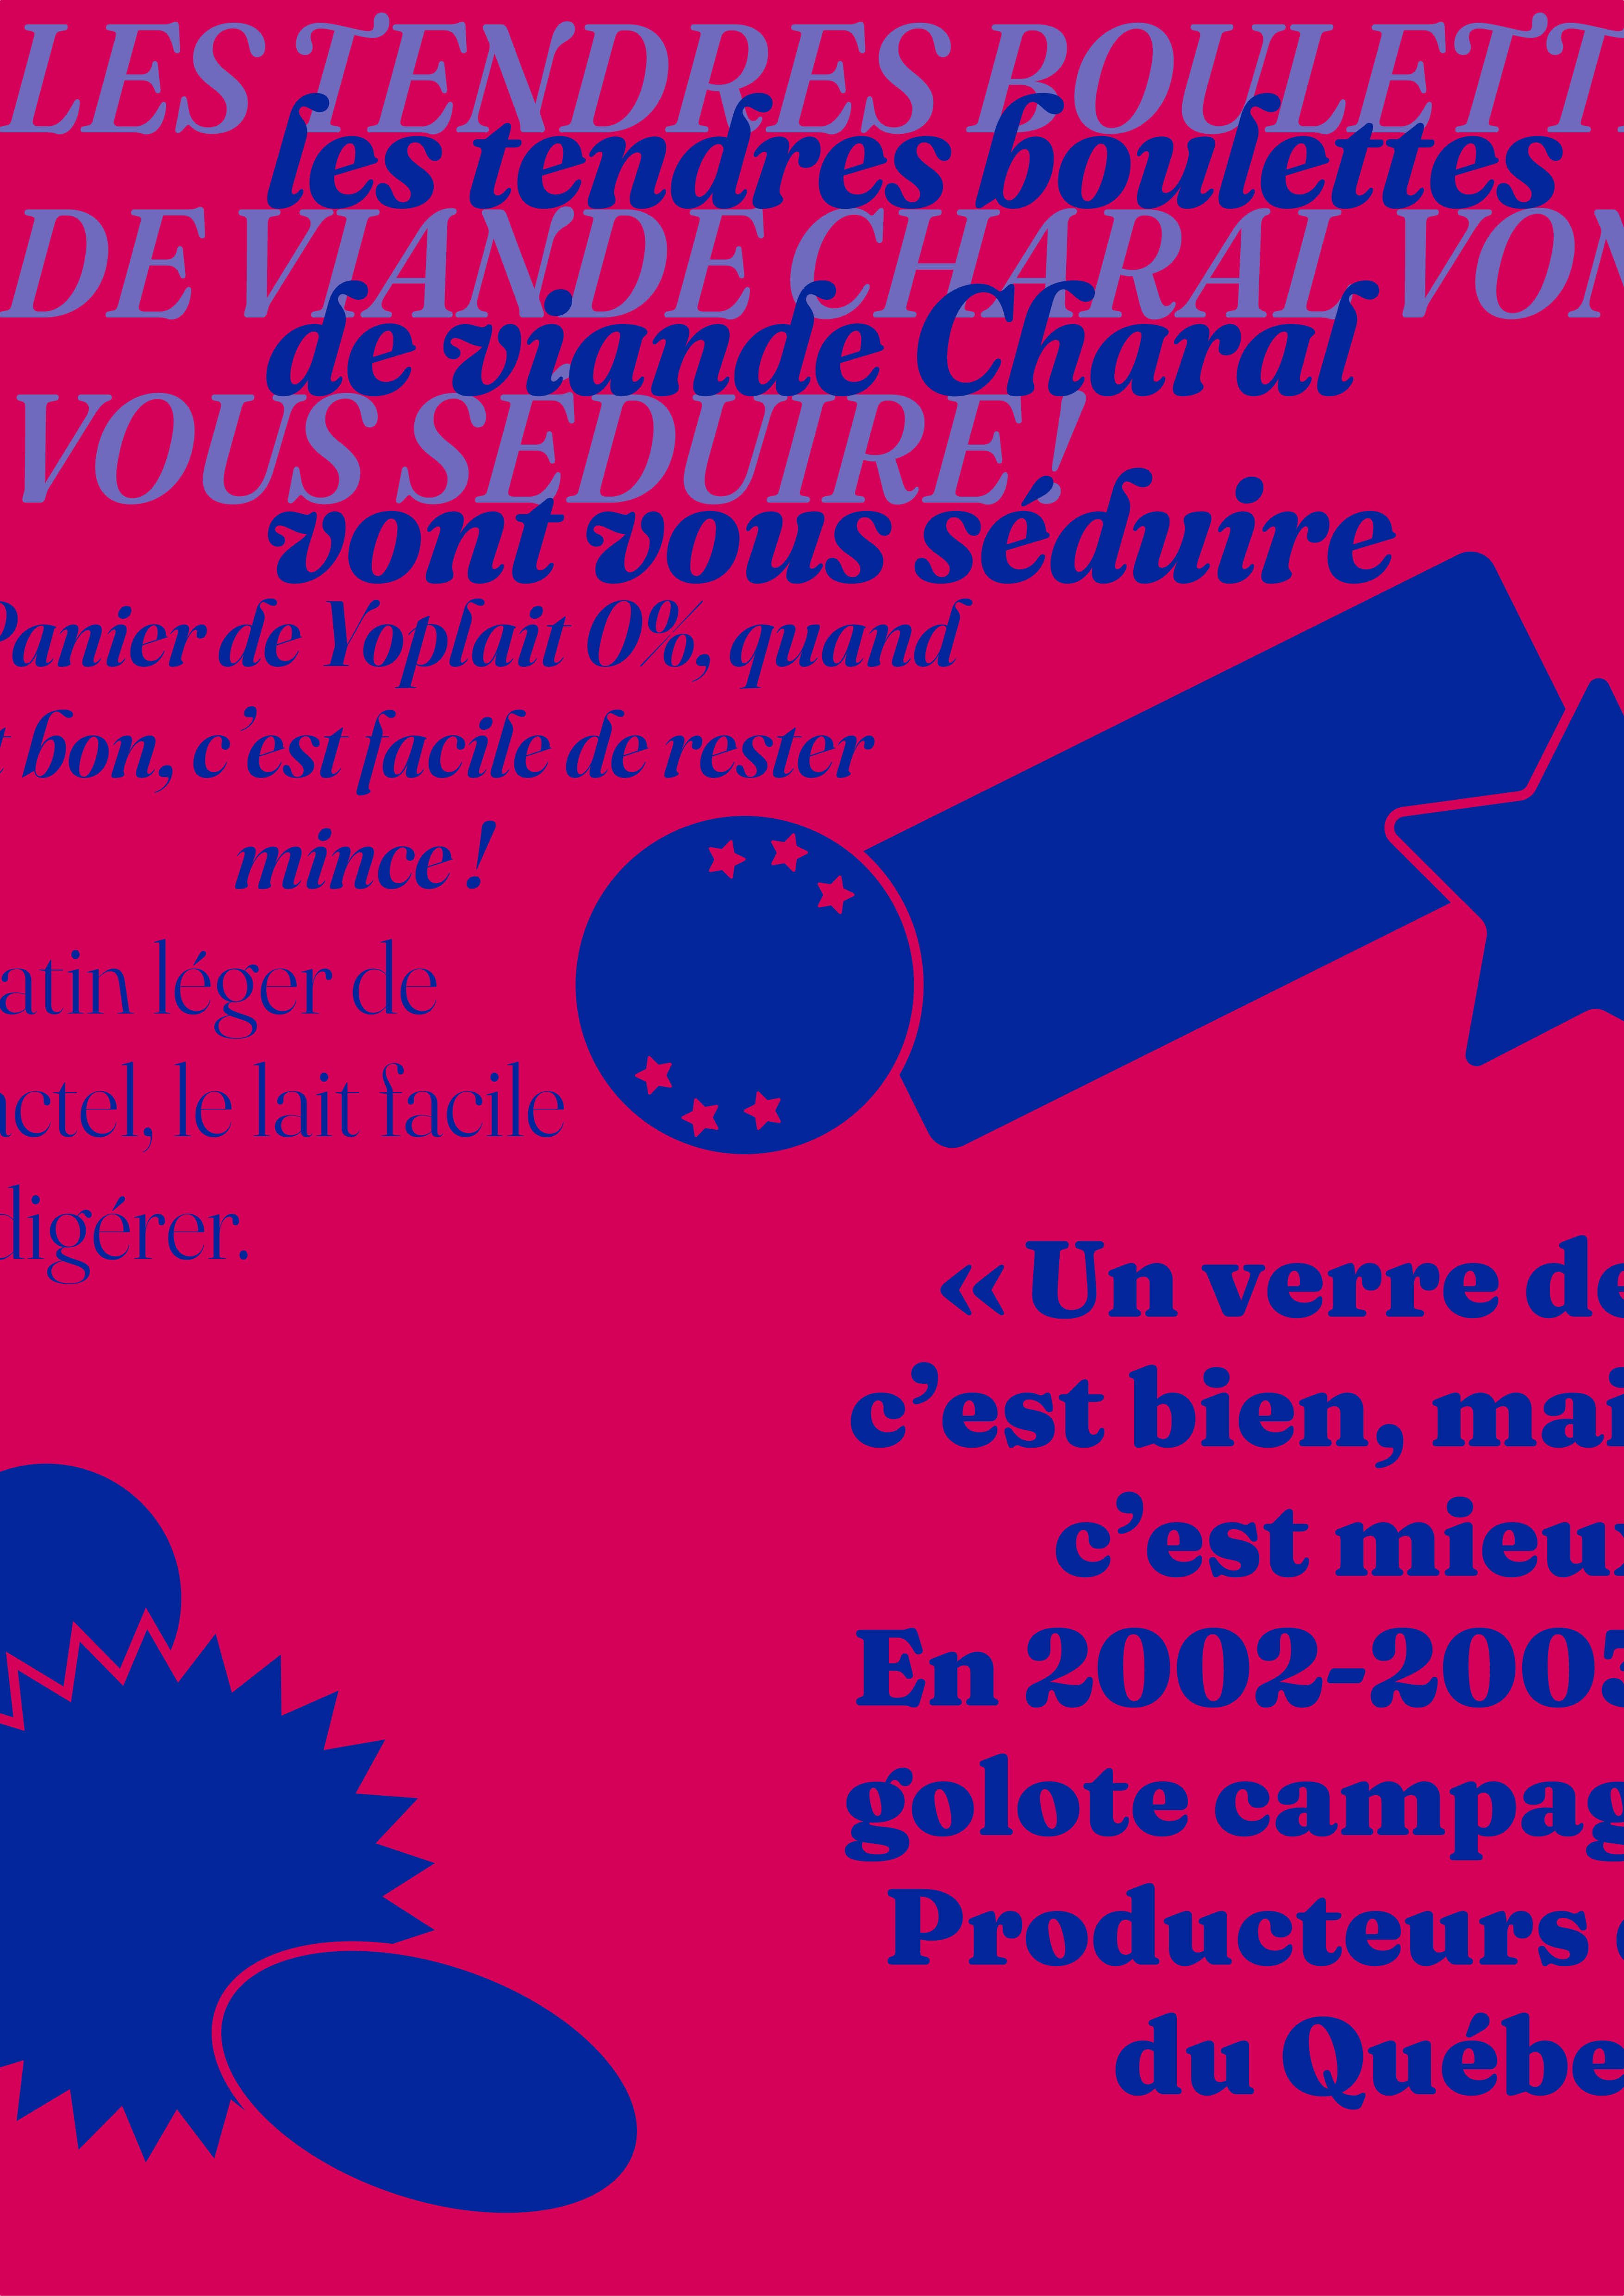 LES TENDRES BOULETT
DE VIANDE CHARAL VON
VOUS SÉDUIRE !
les tendres boulettes
de viande Charal
vont vous séduire
Panier de Yoplait 0%, quand
t bon, c’est facile de rester
mince !
atin léger de
actel, le lait facile
digérer.
« Un verre de
c’est bien, mai
c’est mieux
En 2002-2003
golote campag
Producteurs
du Québe